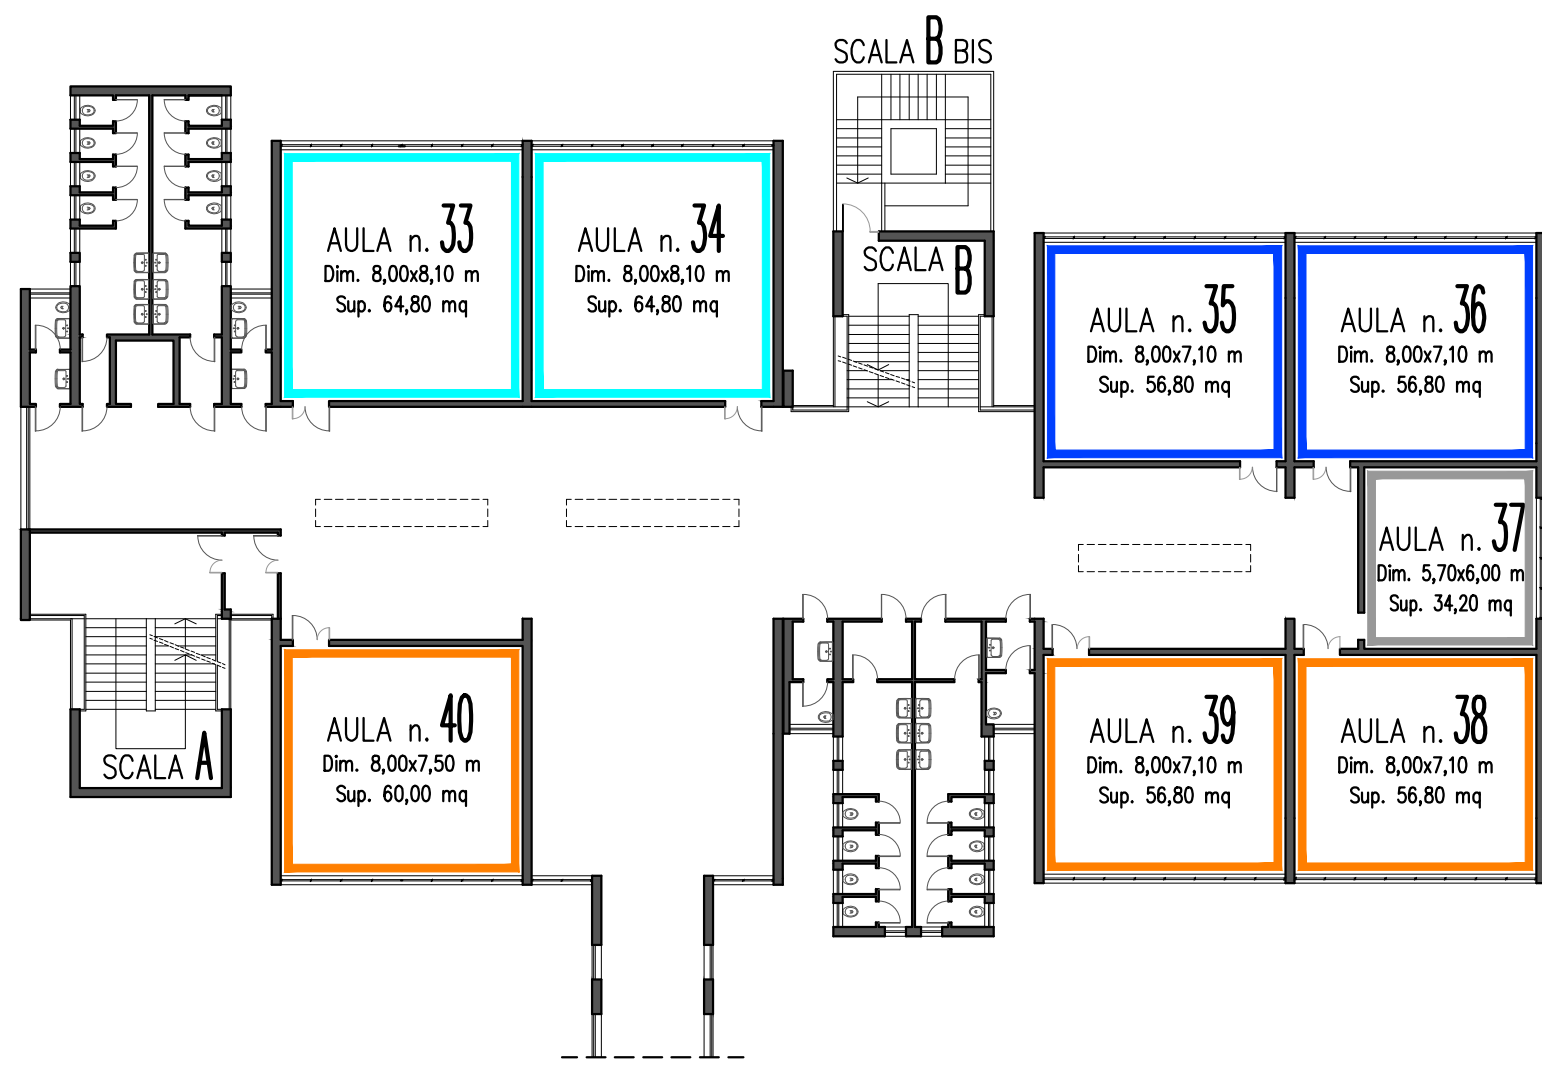 SCALA B BIS
AULA n. 33
Dim. 8,00x8,10 m
Sup. 64,80 mq
AULA n. 34
Dim. 8,00x8,10 m
Sup. 64,80 mq
SCALA B
AULA n. 35
Dim. 8,00x7,10 m
Sup. 56,80 mq
AULA n. 36
Dim. 8,00x7,10 m
Sup. 56,80 mq
AULA n. 37
Dim. 5,70x6,00 m
Sup. 34,20 mq
SCALA A
AULA n. 40
Dim. 8,00x7,50 m
Sup. 60,00 mq
AULA n. 39
Dim. 8,00x7,10 m
Sup. 56,80 mq
AULA n. 38
Dim. 8,00x7,10 m
Sup. 56,80 mq